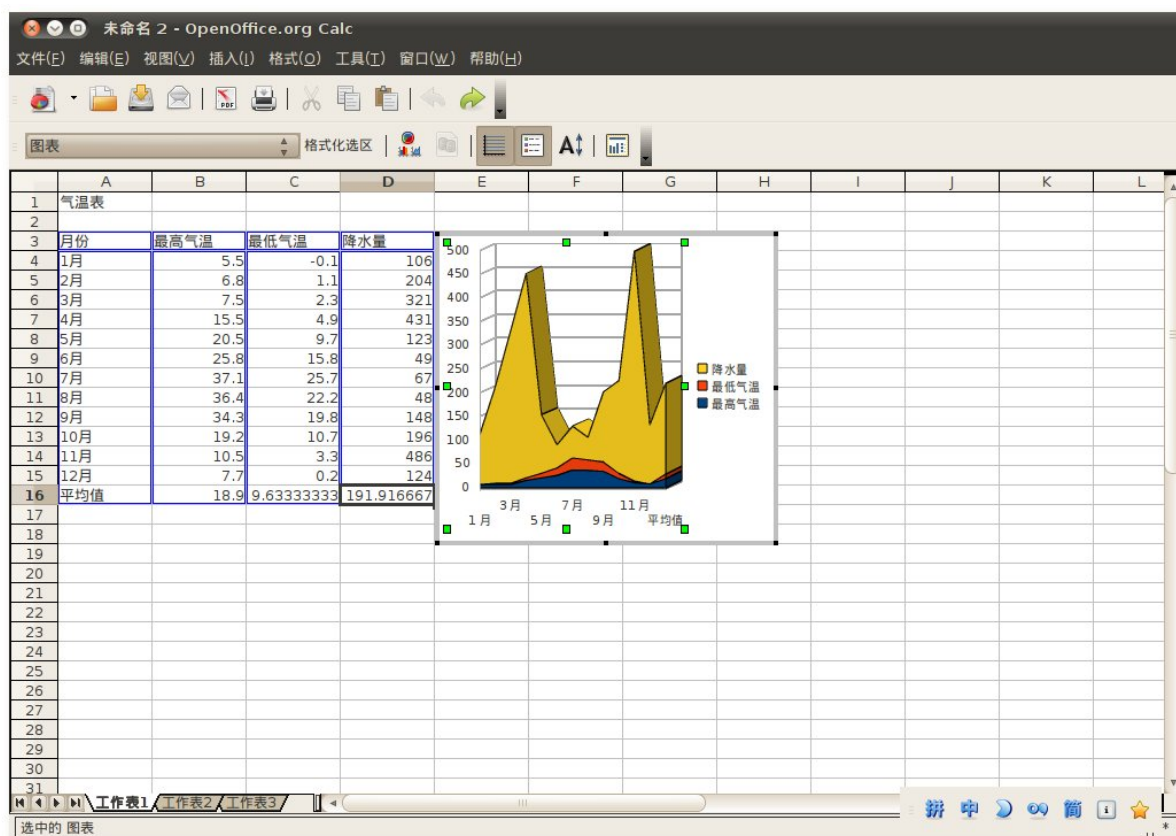 未命名 2 - OpenOffice.org Calc
文件(F) 编辑(E) 视图(V) 插入(I) 格式(O) 工具(T) 窗口(W) 帮助(H)
PDF
图表 格式化选区
A B C D E F G H I J K L
1 气温表
2
3 月份 最高气温 最低气温 降水量
4 1月 5.5 -0.1 106
5 2月 6.8 1.1 204
6 3月 7.5 2.3 321
7 4月 15.5 4.9 431
8 5月 20.5 9.7 123
9 6月 25.8 15.8 49
10 7月 37.1 25.7 67
11 8月 36.4 22.2 48
12 9月 34.3 19.8 148
13 10月 19.2 10.7 196
14 11月 10.5 3.3 486
15 12月 7.7 0.2 124
16 平均值 18.9 9.63333333 191.916667
17
18
19
20
21
22
23
24
25
26
27
28
29
30
31
500
450
400
350
300
250
200
150
100
50
0
3月 7月 11月
1月 5月 9月 平均值
降水量
最低气温
最高气温
工作表1 工作表2 工作表3
拼 中 简
选中的 图表 *